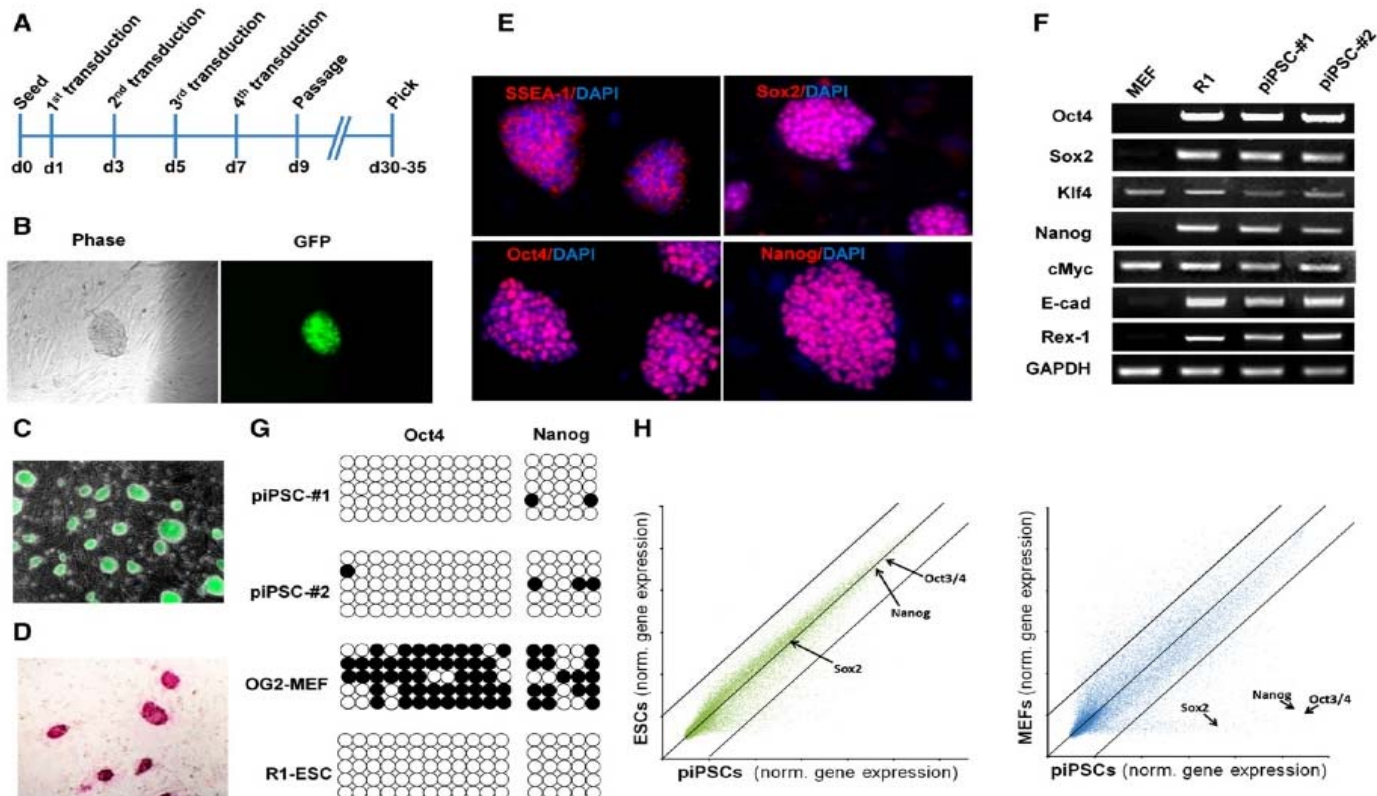 A
Seed
1st transduction
2nd transduction
3rd transduction
4th transduction
Passage
Pick
d0
d1
d3
d5
d7
d9
d30-35
B
Phase
GFP
C
D
E
SSEA-1/DAPI
Sox2/DAPI
Oct4/DAPI
Nanog/DAPI
F
MEF
R1
piPSC-#1
piPSC-#2
Oct4
Sox2
Klf4
Nanog
cMyc
E-cad
Rex-1
GAPDH
G
Oct4
Nanog
piPSC-#1
piPSC-#2
OG2-MEF
R1-ESC
H
ESCs (norm. gene expression)
Oct3/4
Nanog
Sox2
piPSCs (norm. gene expression)
MEFs (norm. gene expression)
Sox2
Nanog
Oct3/4
piPSCs (norm. gene expression)